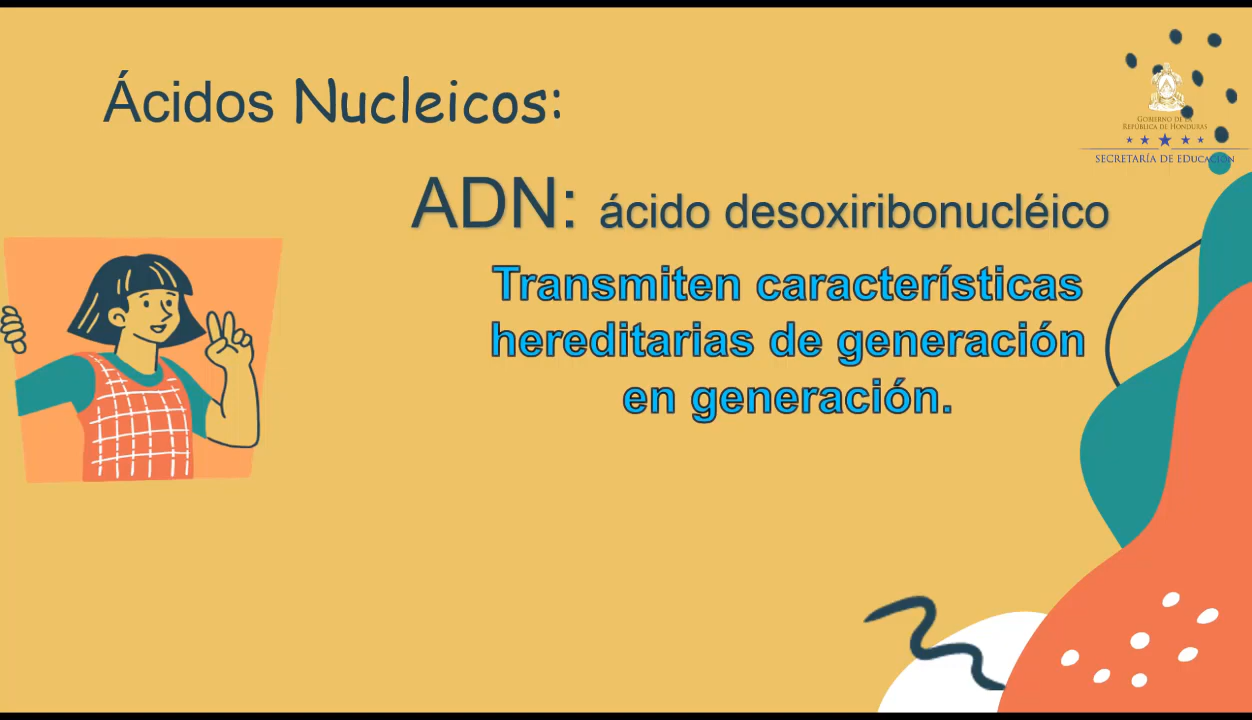 Ácidos Nucleicos:
GOBIERNO DE LA
REPÚBLICA DE HONDURAS
SECRETARÍA DE EDUCACIÓN
ADN: ácido desoxiribonucléico
Transmiten características
hereditarias de generación
en generación.